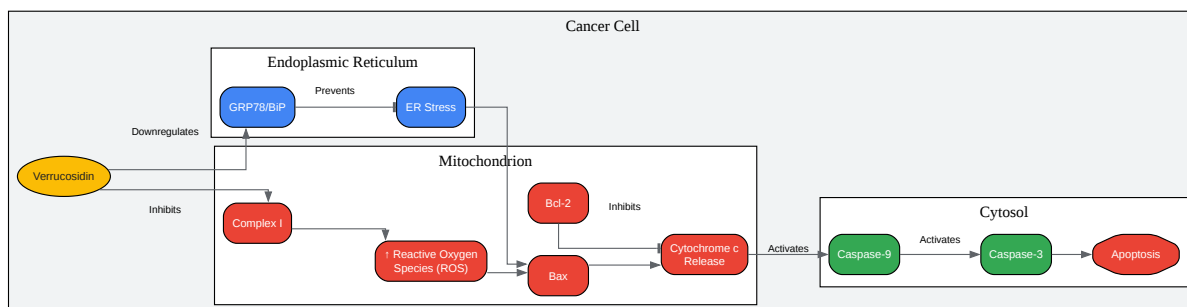 Cancer Cell
Endoplasmic Reticulum
GRP78/BiP
Prevents
ER Stress
Downregulates
Verrucosidin
Inhibits
Mitochondrion
Complex I
↑ Reactive Oxygen
Species (ROS)
Bcl-2
Inhibits
Bax
Cytochrome c
Release
Activates
Cytosol
Caspase-9
Activates
Caspase-3
Apoptosis